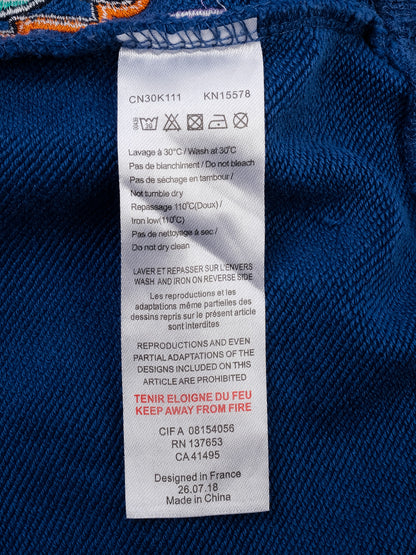 CN30K111 KN15578
Lavage à 30°C / Wash at 30°C
Pas de blanchiment / Do not bleach
Pas de séchage en tambour /
Not tumble dry
Repassage 110°C(Doux) /
Iron low(110°C)
Pas de nettoyage à sec /
Do not dry clean
LAVER ET REPASSER SUR L'ENVERS
WASH AND IRON ON REVERSE SIDE
Les reproductions et les
adaptations même partielles des
dessins repris sur le present article
sont interdites
REPRODUCTIONS AND EVEN
PARTIAL ADAPTATIONS OF THE
DESIGNS INCLUDED ON THIS
ARTICLE ARE PROHIBITED
TENIR ELOIGNE DU FEU
KEEP AWAY FROM FIRE
CIF A 08154056
RN 137653
CA 41495
Designed in France
26.07.18
Made in China